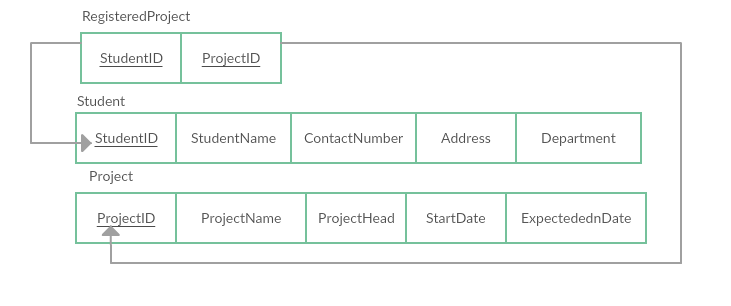 RegisteredProject
StudentID ProjectID
Student
StudentID StudentName ContactNumber Address Department
Project
ProjectID ProjectName ProjectHead StartDate ExpectedednDate